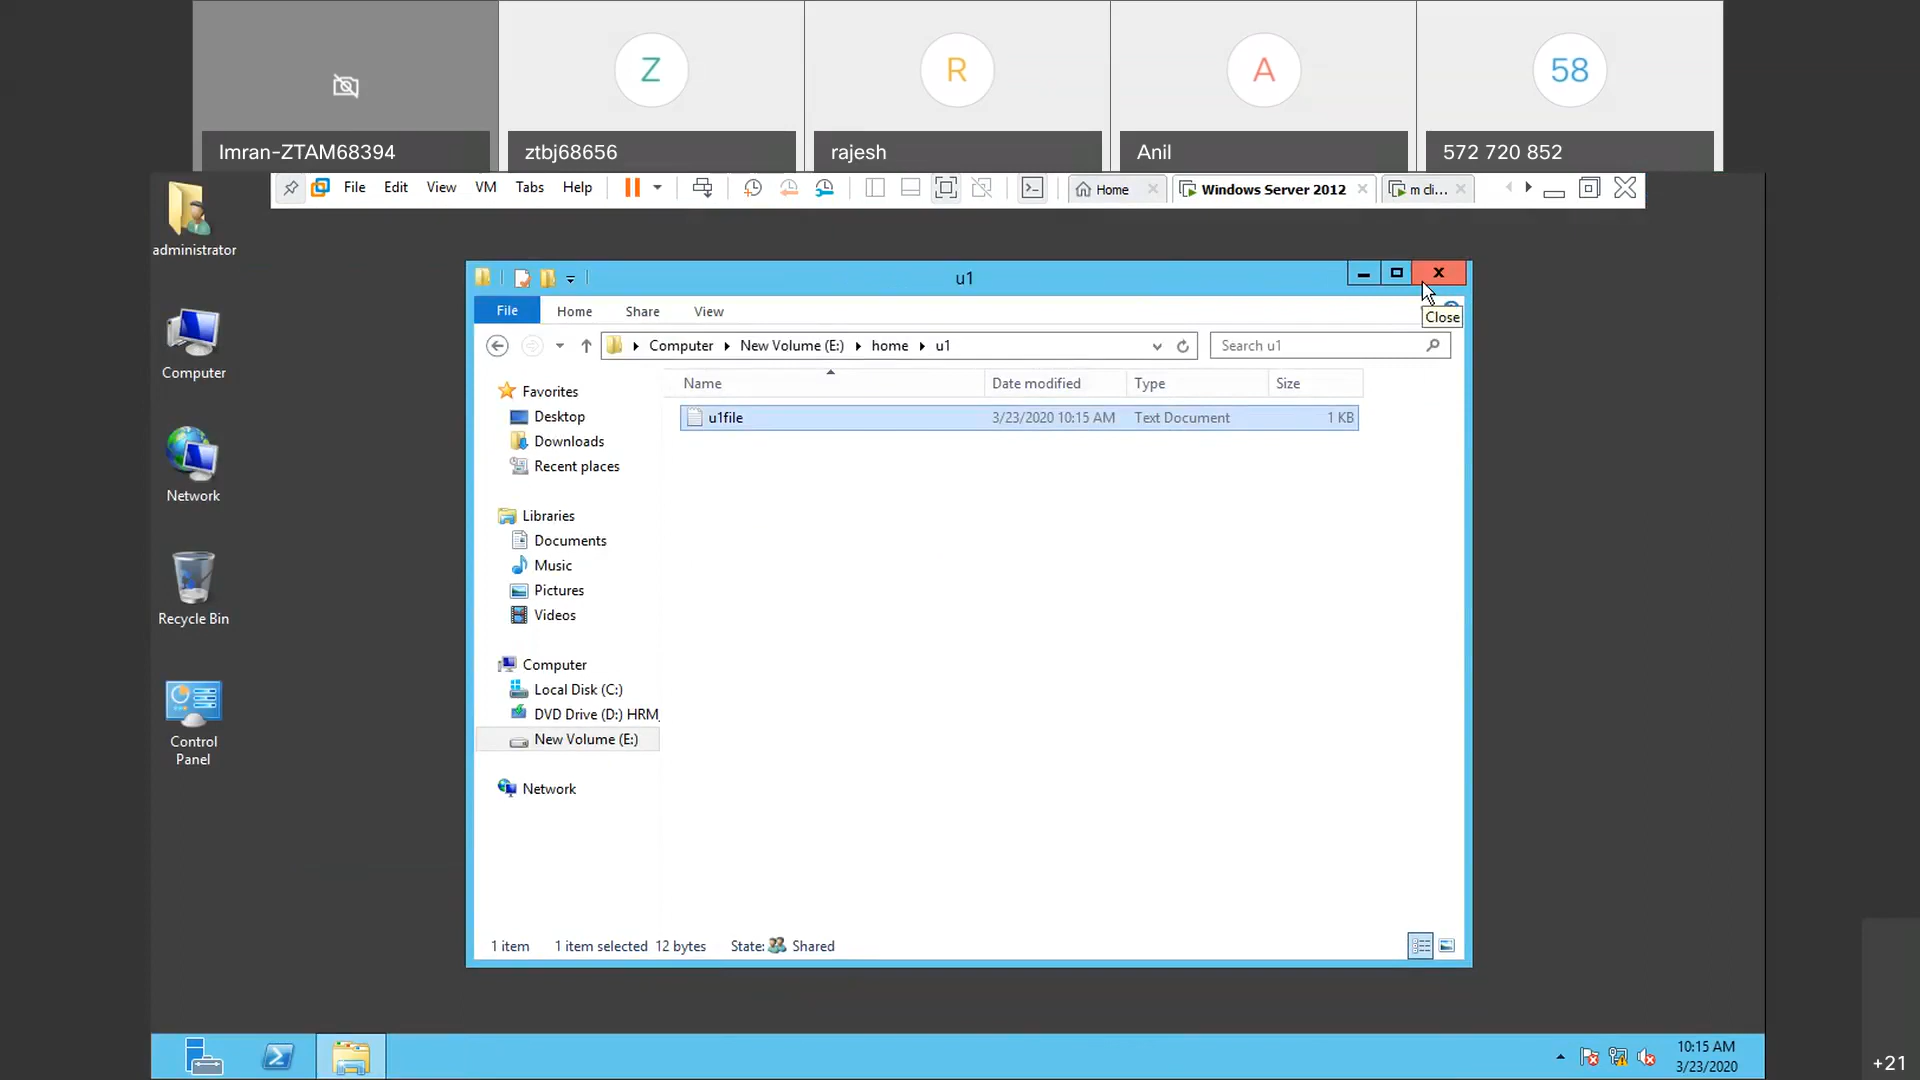 Z
R
A
58
Imran-ZTAM68394
ztbj68656
rajesh
Anil
572 720 852
File Edit View VM Tabs Help
Home
Windows Server 2012
m cli...
administrator
Computer
Network
Recycle Bin
Control
Panel
u1
Close
File Home Share View
Computer New Volume (E:) home u1
Search u1
Name Date modified Type Size
u1file 3/23/2020 10:15 AM Text Document 1 KB
Favorites
Desktop
Downloads
Recent places
Libraries
Documents
Music
Pictures
Videos
Computer
Local Disk (C:)
DVD Drive (D:) HRM_
New Volume (E:)
Network
1 item 1 item selected 12 bytes State: Shared
10:15 AM
3/23/2020
+21